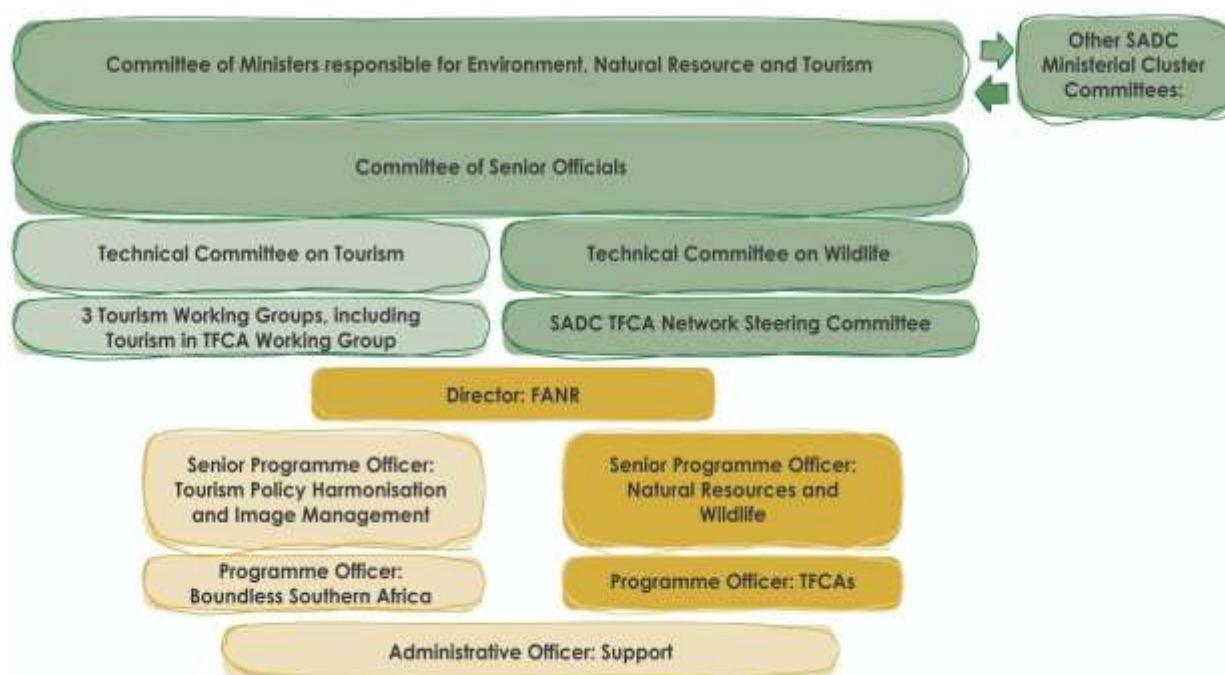 Committee of Ministers responsible for Environment, Natural Resource and Tourism
Other SADC
Ministerial Cluster
Committees:
Committee of Senior Officials
Technical Committee on Tourism
Technical Committee on Wildlife
3 Tourism Working Groups, including
Tourism in TFCA Working Group
SADC TFCA Network Steering Committee
Director: FANR
Senior Programme Officer:
Tourism Policy Harmonisation
and Image Management
Senior Programme Officer:
Natural Resources and
Wildlife
Programme Officer:
Boundless Southern Africa
Programme Officer: TFCAs
Administrative Officer: Support